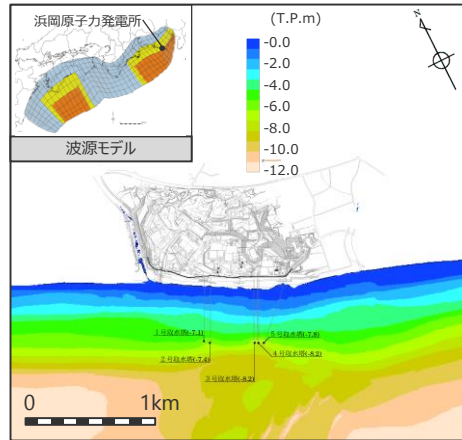 浜岡原子力発電所
波源モデル
(T.P.m)
-0.0
-2.0
-4.0
-6.0
-8.0
-10.0
-12.0
1号取水塔(-7.1)
2号取水塔(-7.4)
3号取水塔(-8.2)
4号取水塔(-8.2)
5号取水塔(-7.8)
0 1km